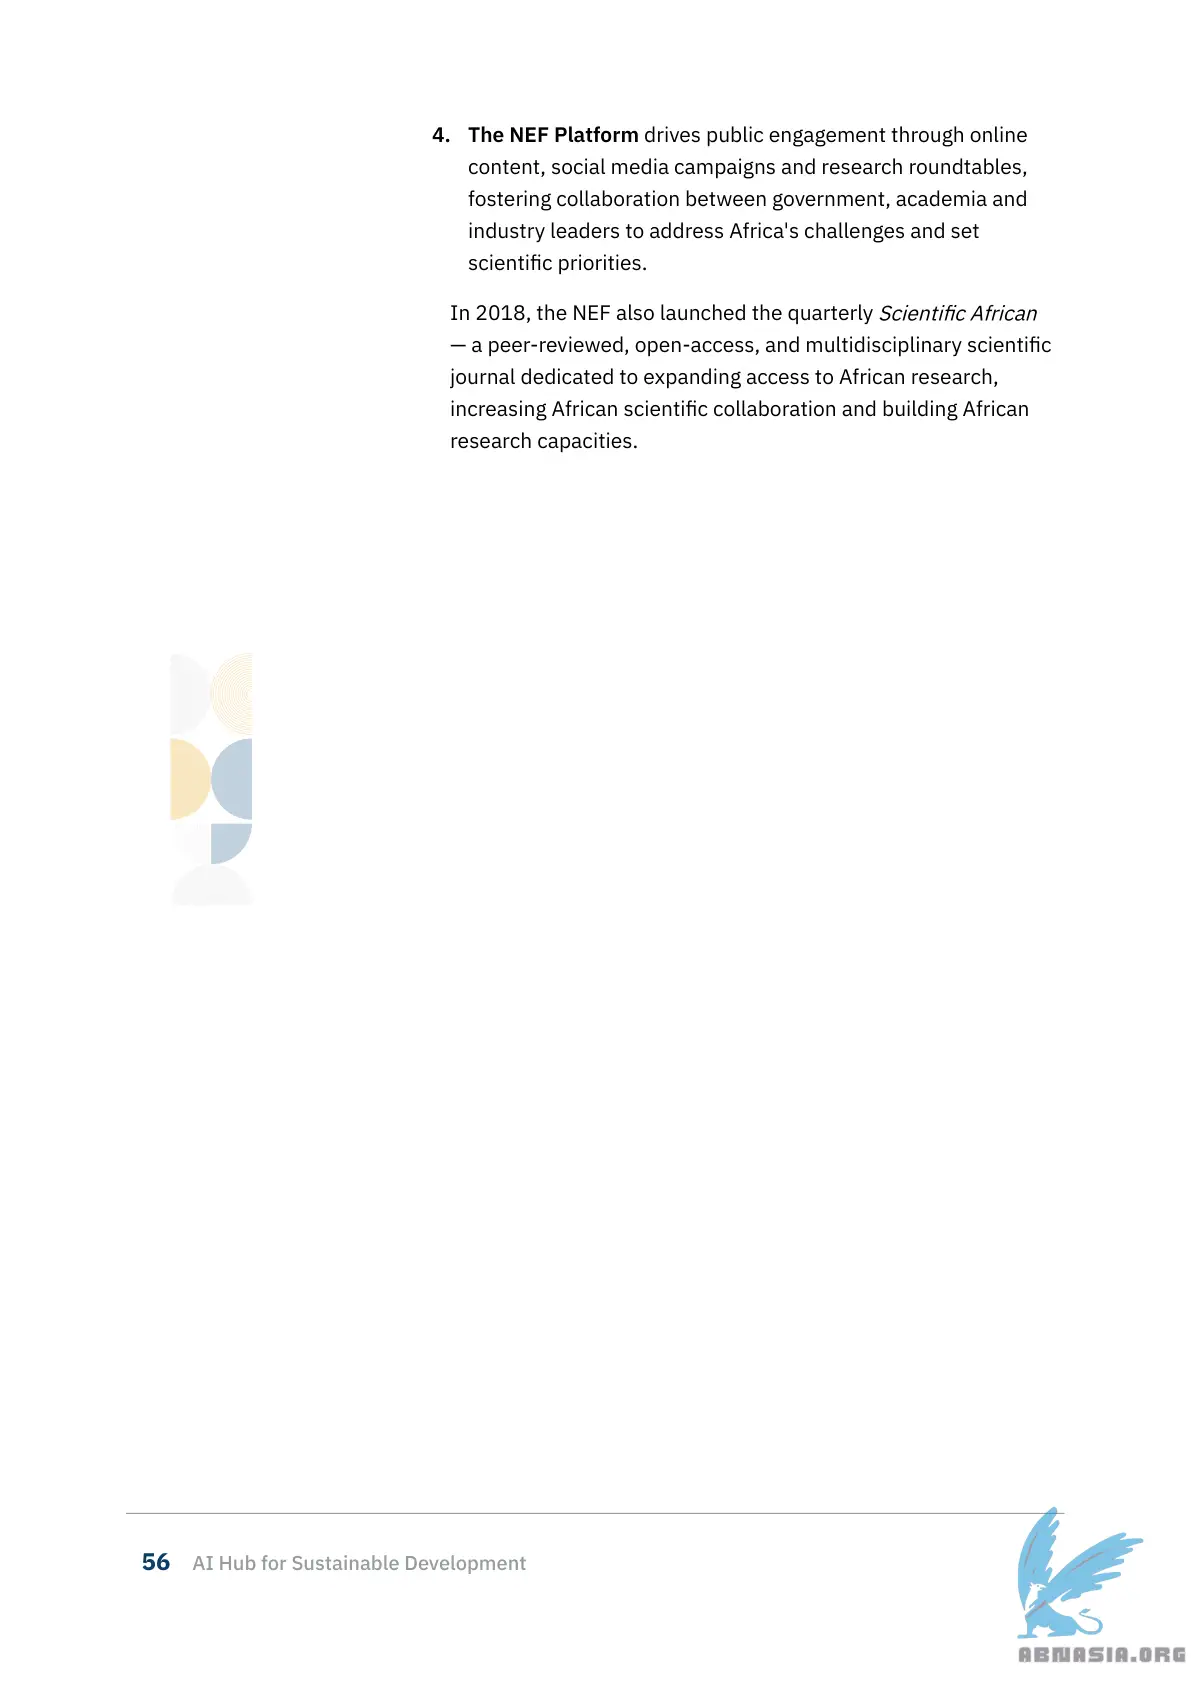 4. The NEF Platform drives public engagement through online
content, social media campaigns and research roundtables,
fostering collaboration between government, academia and
industry leaders to address Africa's challenges and set
scientific priorities.
In 2018, the NEF also launched the quarterly Scientific African
— a peer-reviewed, open-access, and multidisciplinary scientific
journal dedicated to expanding access to African research,
increasing African scientific collaboration and building African
research capacities.
56 AI Hub for Sustainable Development
ABNASIA.ORG